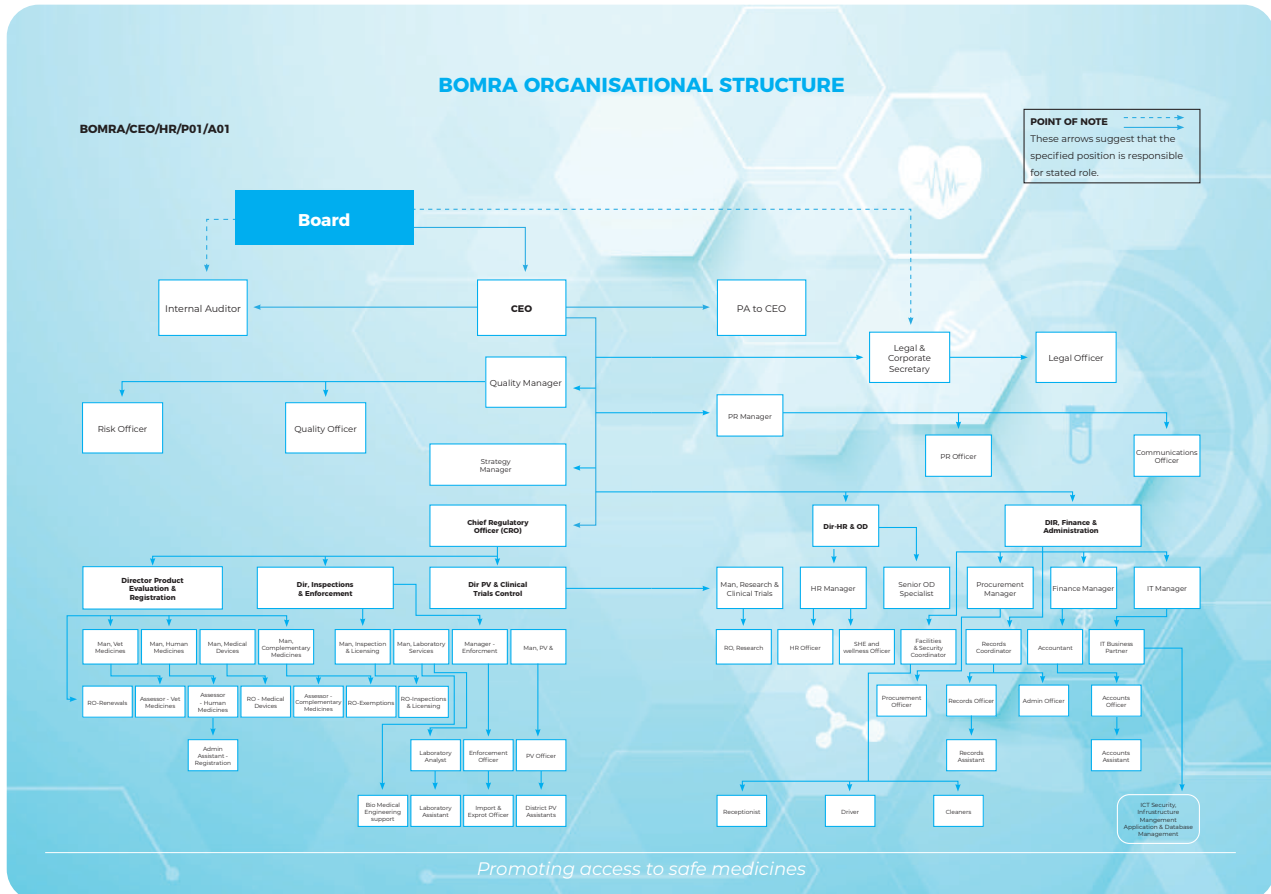 BOMRA ORGANISATIONAL STRUCTURE
BOMRA/CEO/HR/P01/A01
POINT OF NOTE
These arrows suggest that the
specified position is responsible
for stated role.
Board
Internal Auditor
CEO
PA to CEO
Legal &
Corporate
Secretary
Legal Officer
Quality Manager
Risk Officer
Quality Officer
PR Manager
PR Officer
Communications
Officer
Strategy
Manager
Chief Regulatory
Officer (CRO)
Dir-HR & OD
DIR, Finance &
Administration
Director Product
Evaluation &
Registration
Dir, Inspections
& Enforcement
Dir PV & Clinical
Trials Control
Man, Research &
Clinical Trials
HR Manager
Senior OD
Specialist
Procurement
Manager
Finance Manager
IT Manager
Man, Vet
Medicines
Man, Human
Medicines
Man, Medical
Devices
Man,
Complementary
Medicines
Man, Inspection
& Licensing
Man, Laboratory
Services
Manager -
Enforcment
Man, PV &
RO, Research
HR Officer
SHE and
wellness Officer
Facilities
& Security
Coordinator
Records
Coordinator
Accountant
IT Business
Partner
RO-Renewals
Assessor - Vet
Medicines
Assessor
- Human
Medicines
RO - Medical
Devices
Assessor -
Complementary
Medicines
RO-Exemptions
RO-Inspections
& Licensing
Procurement
Officer
Records Officer
Admin Officer
Accounts
Officer
Admin
Assistant -
Registration
Laboratory
Analyst
Enforcement
Officer
PV Officer
Records
Assistant
Accounts
Assistant
Bio Medical
Engineering
support
Laboratory
Assistant
Import &
Exprot Officer
District PV
Assistants
Receptionist
Driver
Cleaners
ICT Security,
Infrastructure
Mangement
Application & Database
Management
Promoting access to safe medicines